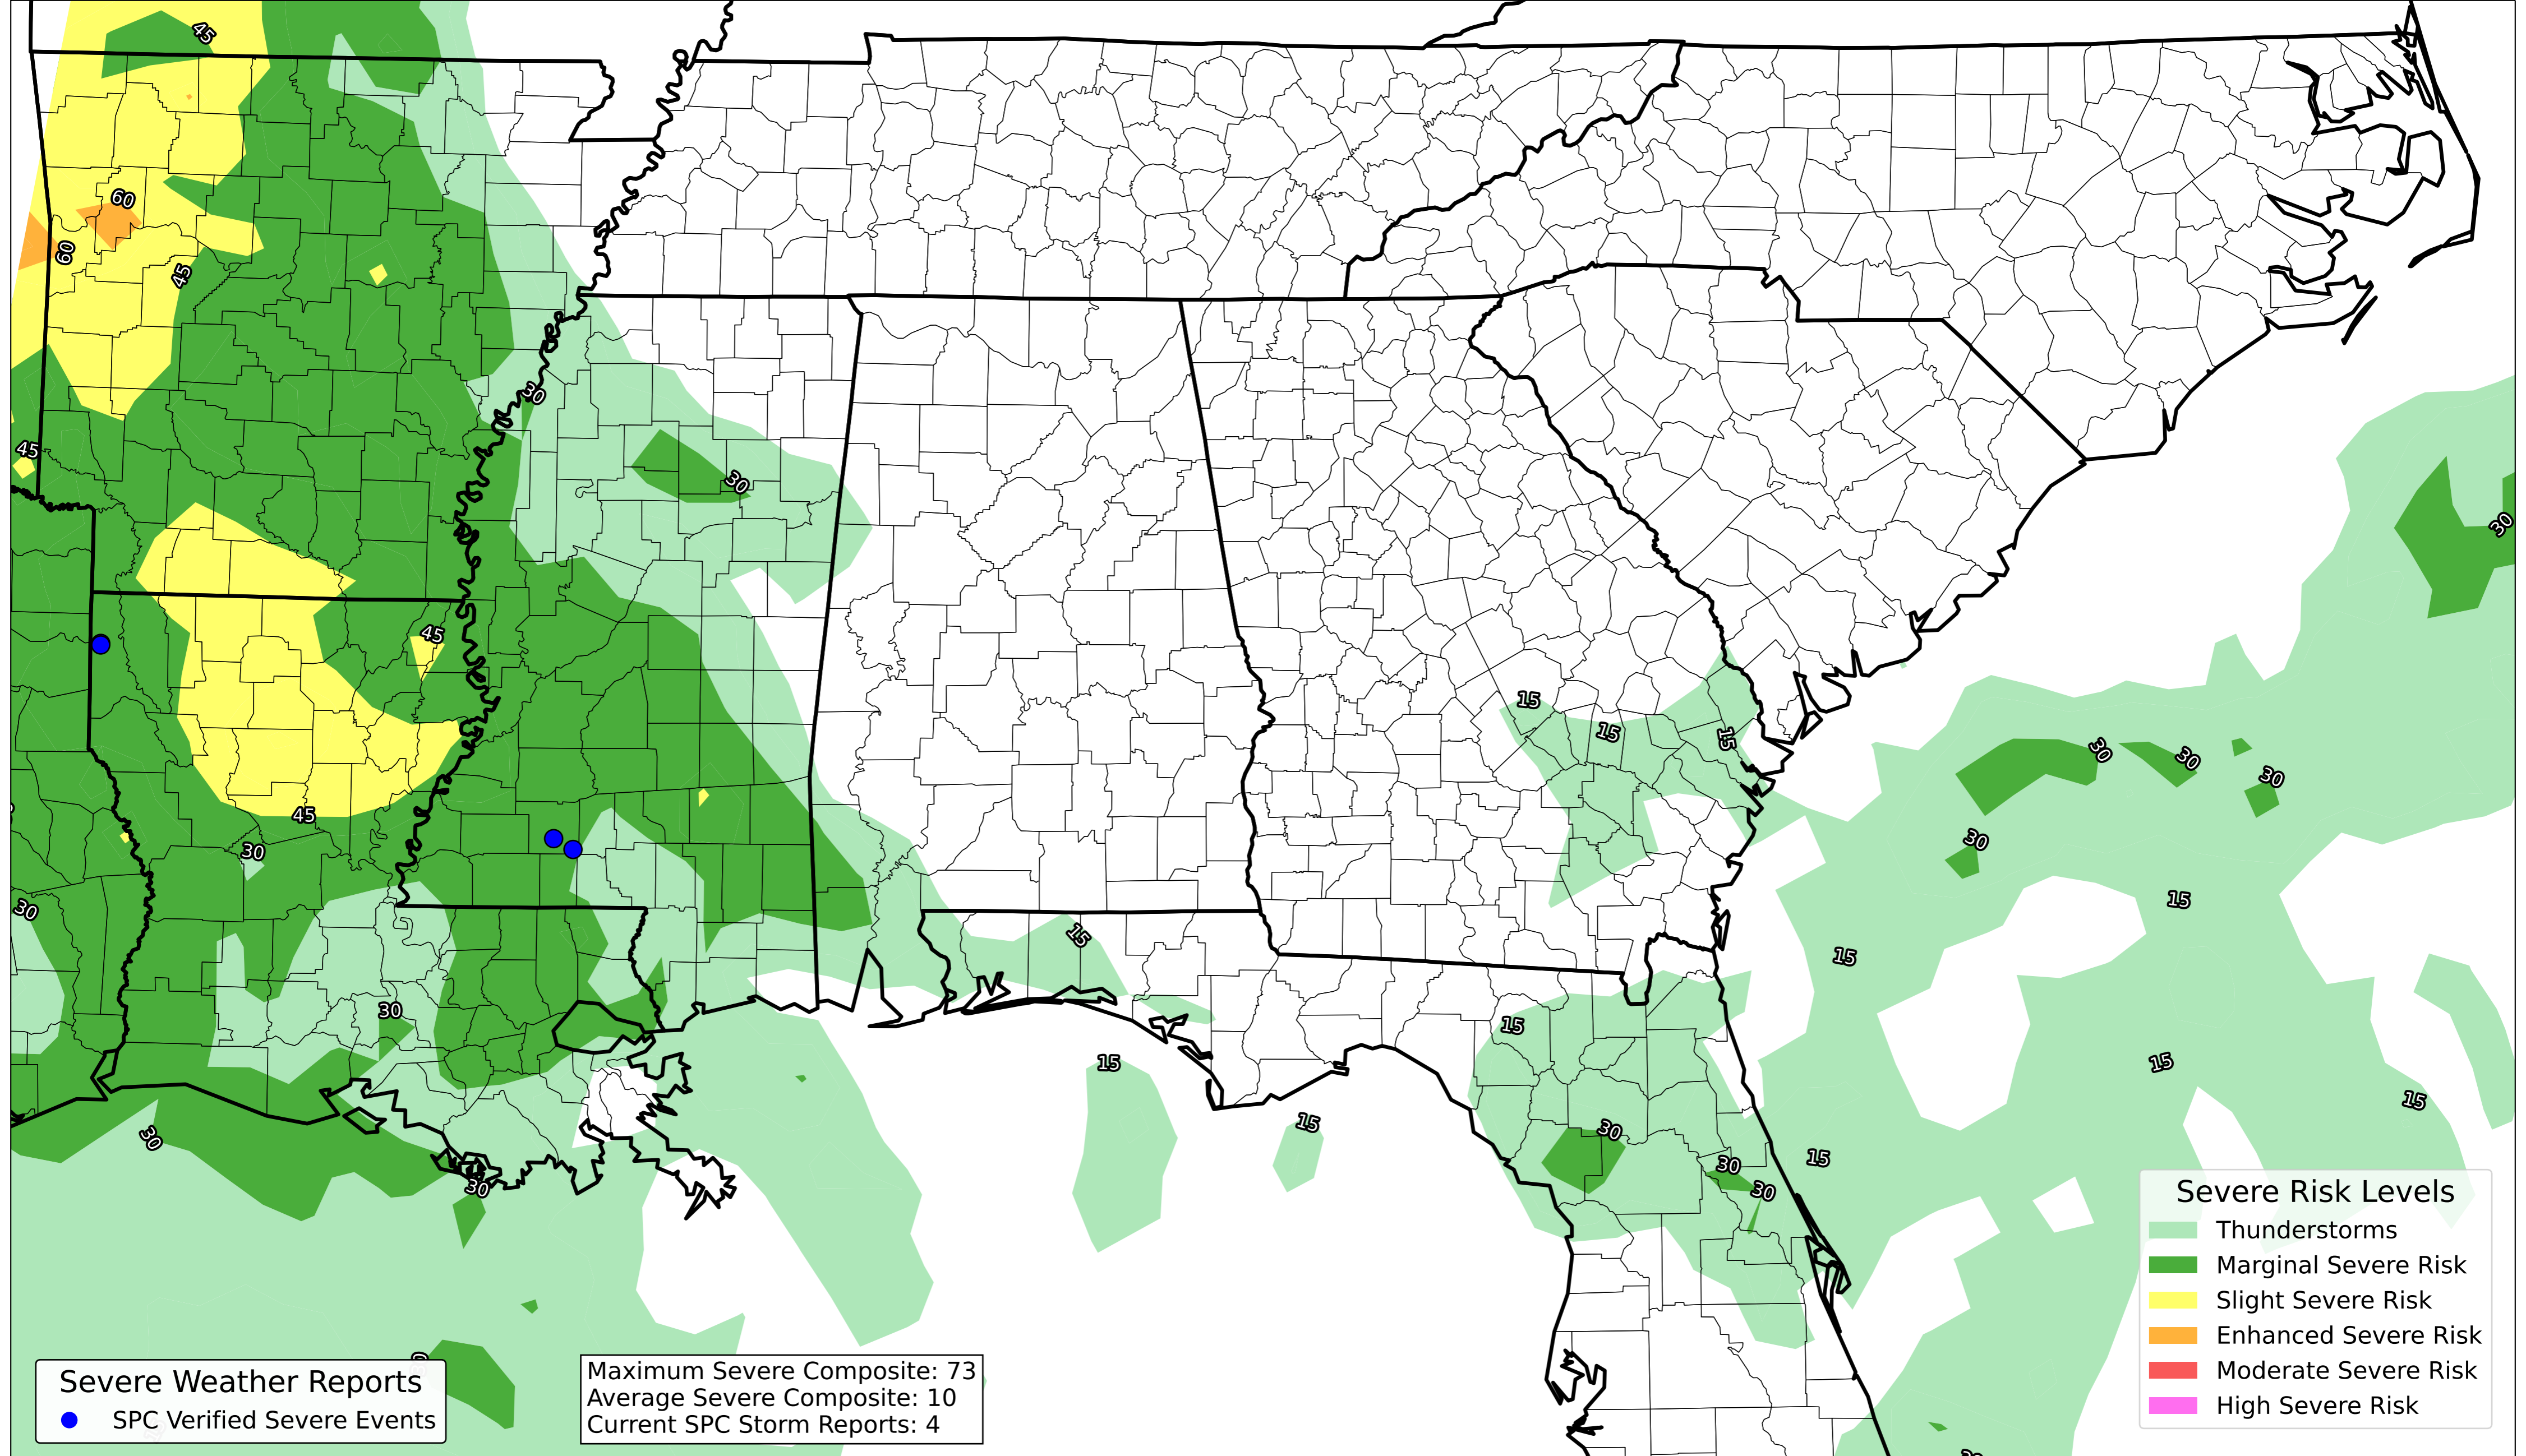 45
60
60
45
30
45
30
30
45
15
15
15
30
30
30
45
30
30
30
15
15
15
30
15
15
30
15
15
15
15
30
30
15
30
30
Severe Risk Levels
Thunderstorms
Marginal Severe Risk
Slight Severe Risk
Enhanced Severe Risk
Moderate Severe Risk
High Severe Risk
Maximum Severe Composite: 73
Severe Weather Reports
Average Severe Composite: 10
SPC Verified Severe Events
Current SPC Storm Reports: 4